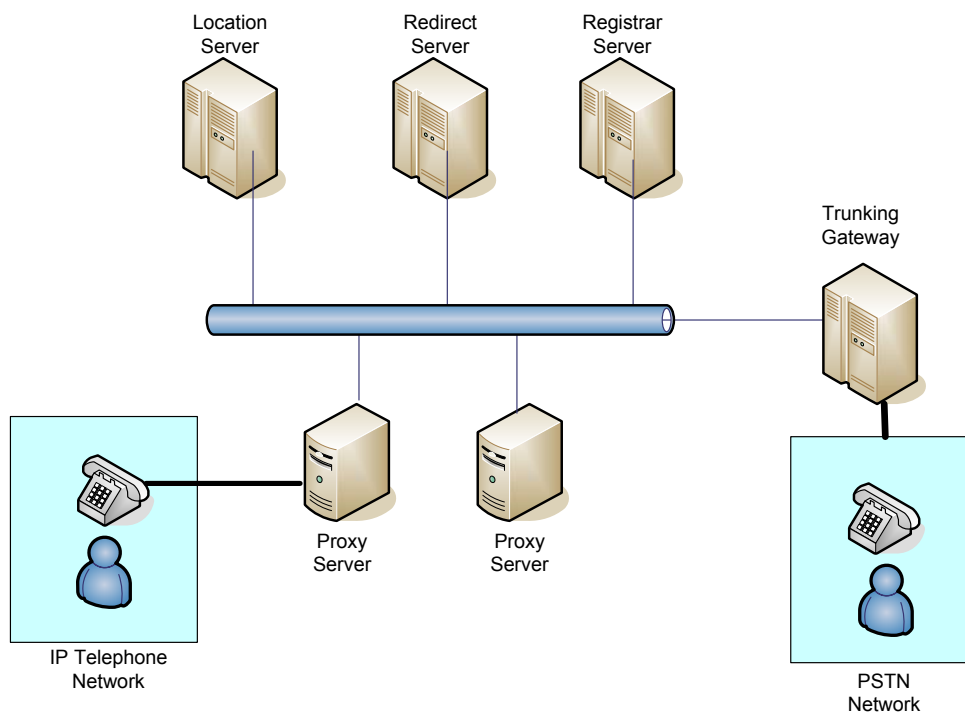 Location
Server
Redirect
Server
Registrar
Server
Trunking
Gateway
Proxy
Server
Proxy
Server
IP Telephone
Network
PSTN
Network